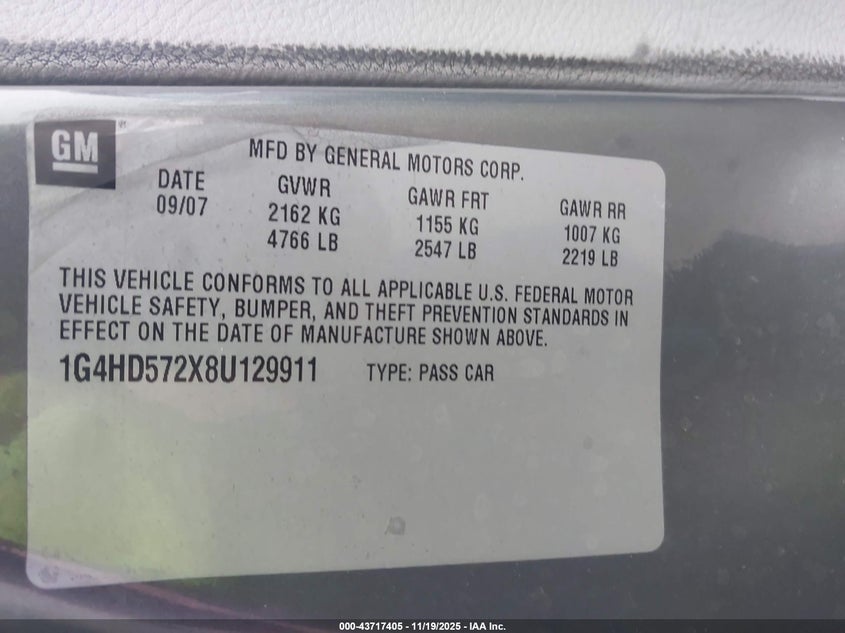 GM
MFD BY GENERAL MOTORS CORP.
DATE GVWR GAWR FRT GAWR RR
09/07 2162 KG 1155 KG 1007 KG
4766 LB 2547 LB 2219 LB
THIS VEHICLE CONFORMS TO ALL APPLICABLE U.S. FEDERAL MOTOR
VEHICLE SAFETY, BUMPER, AND THEFT PREVENTION STANDARDS IN
EFFECT ON THE DATE OF MANUFACTURE SHOWN ABOVE.
1G4HD572X8U129911 TYPE: PASS CAR
000-43717405 - 11/19/2025 - IAA Inc.